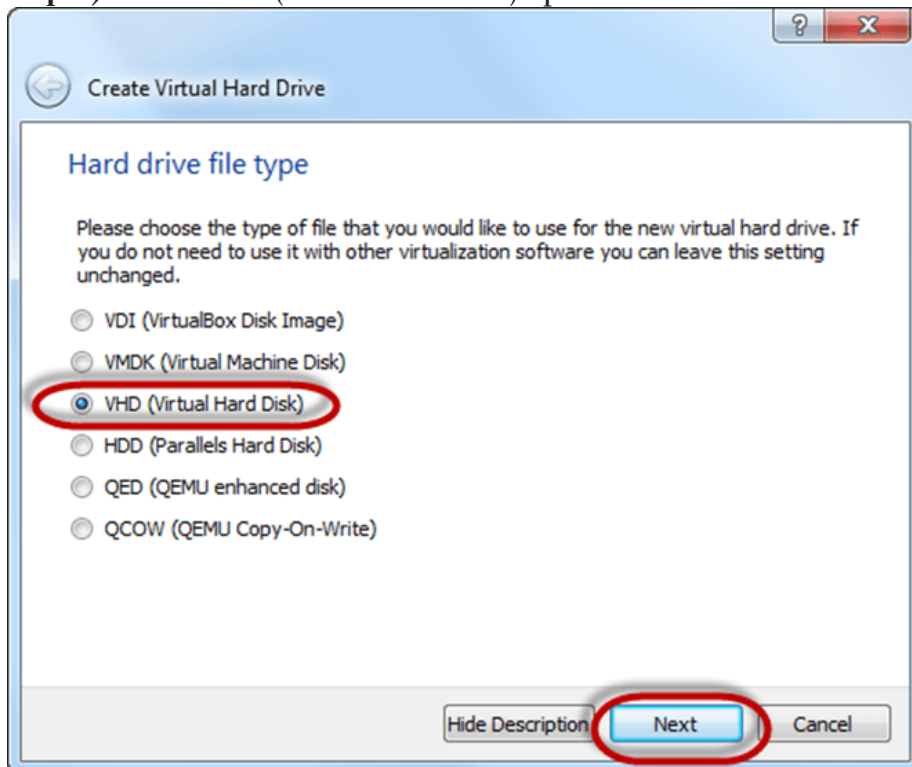 Create Virtual Hard Drive
Hard drive file type
Please choose the type of file that you would like to use for the new virtual hard drive. If
you do not need to use it with other virtualization software you can leave this setting
unchanged.
VDI (VirtualBox Disk Image)
VMDK (Virtual Machine Disk)
VHD (Virtual Hard Disk)
HDD (Parallels Hard Disk)
QED (QEMU enhanced disk)
QCOW (QEMU Copy-On-Write)
Hide Description Next Cancel